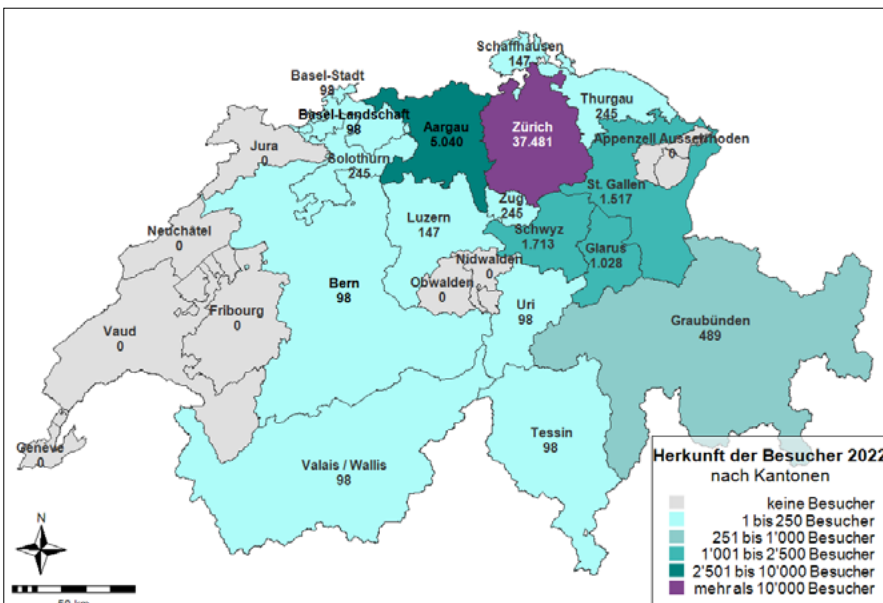 Schaffhausen
147
Basel-Stadt
98
Thurgau
245
Basel-Landschaft
98
Aargau
5.040
Zürich
37.481
Appenzell Ausserrhoden
0
Jura
0
Solothurn
245
St. Gallen
1.517
Zug
245
Luzern
147
Schwyz
1.713
Neuchâtel
0
Glarus
1.028
Nidwalden
0
Obwalden
0
Bern
98
Uri
98
Fribourg
0
Graubünden
489
Vaud
0
Tessin
98
Genève
0
Valais / Wallis
98
Herkunft der Besucher 2022
nach Kantonen
keine Besucher
1 bis 250 Besucher
251 bis 1'000 Besucher
1'001 bis 2'500 Besucher
2'501 bis 10'000 Besucher
mehr als 10'000 Besucher
N
50 km